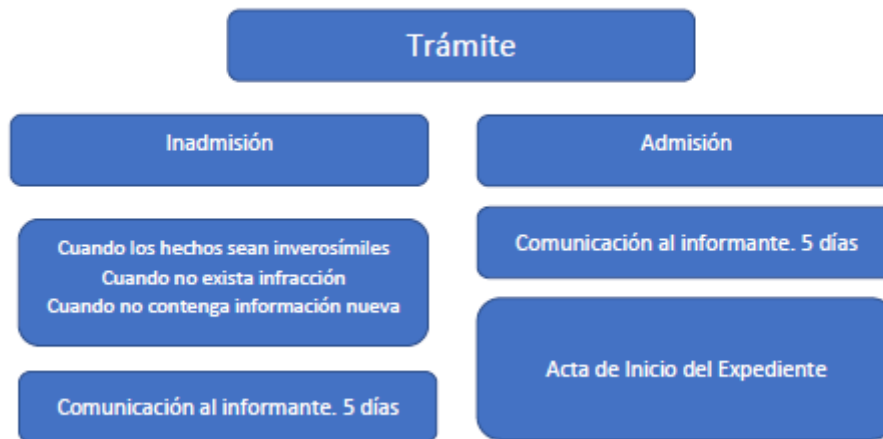 Trámite
Inadmisión
Admisión
Cuando los hechos sean inverosímiles
Cuando no exista infracción
Cuando no contenga información nueva
Comunicación al informante. 5 días
Comunicación al informante. 5 días
Acta de Inicio del Expediente